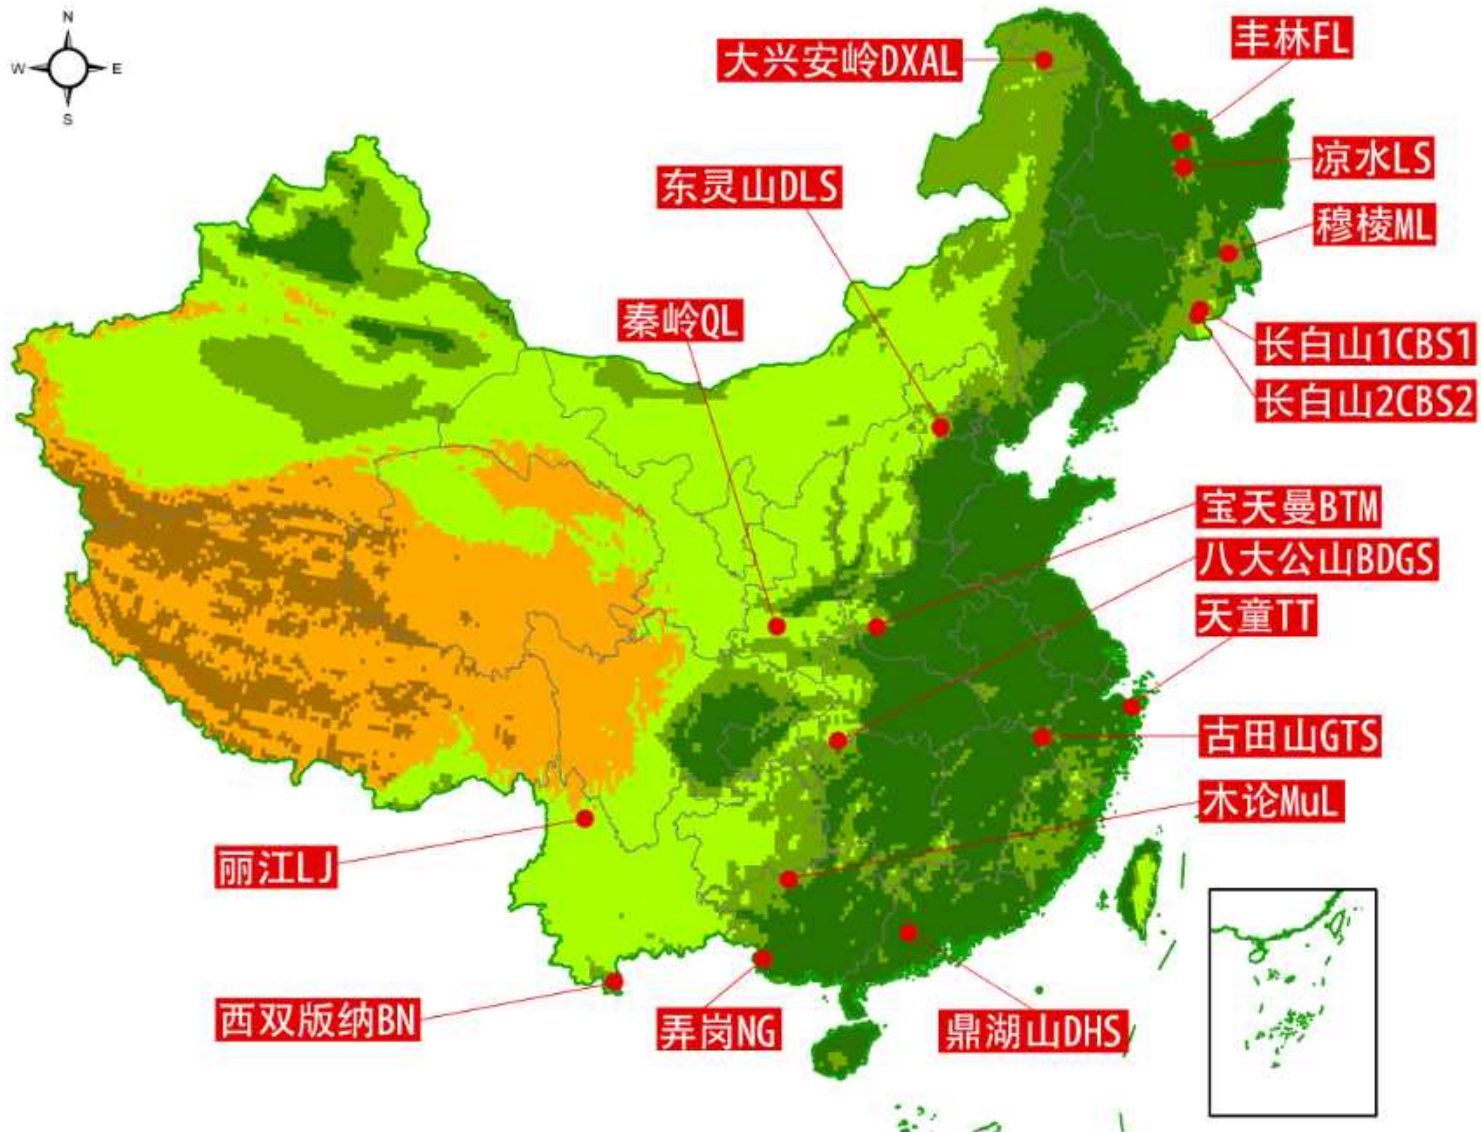 N
W E
S
大兴安岭DXAL
丰林FL
凉水LS
东灵山DLS
穆棱ML
秦岭QL
长白山1CBS1
长白山2CBS2
宝天曼BTM
八大公山BDGS
天童TT
古田山GTS
木论MuL
丽江LJ
西双版纳BN
弄岗NG
鼎湖山DHS